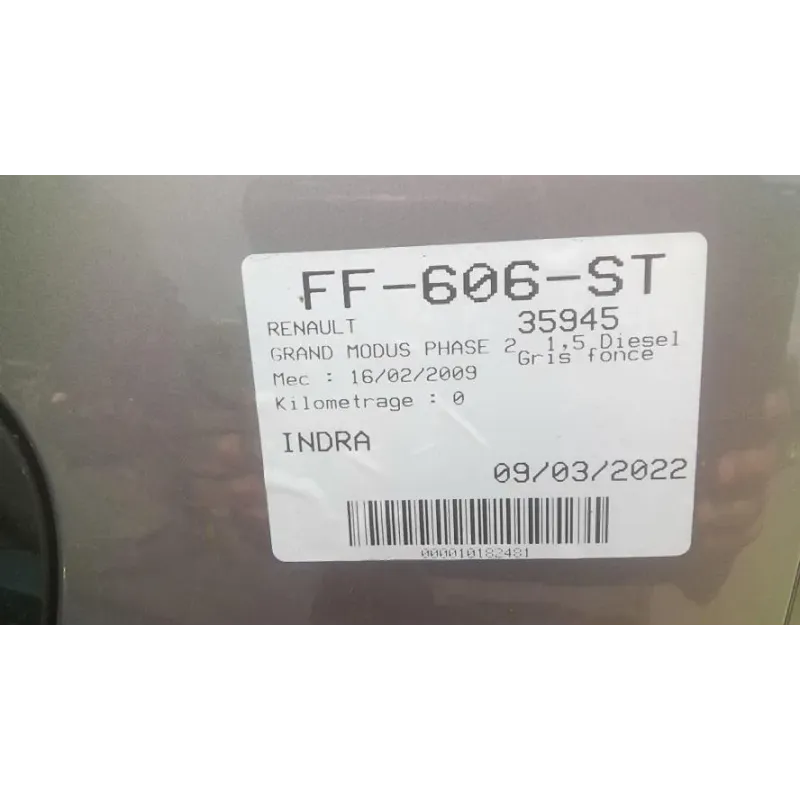 FF-606-ST
RENAULT 35945
GRAND MODUS PHASE 2 1,5 Diesel
Gris fonce
Mec : 16/02/2009
Kilometrage : 0
INDRA
09/03/2022
000010182481